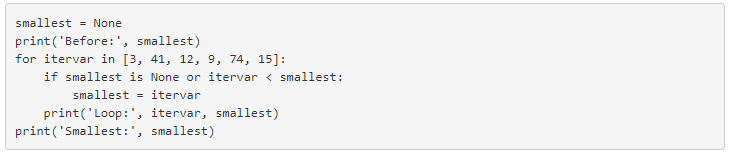 smallest = None
print('Before:', smallest)
for itervar in [3, 41, 12, 9, 74, 15]:
    if smallest is None or itervar < smallest:
        smallest = itervar
    print('Loop:', itervar, smallest)
print('Smallest:', smallest)